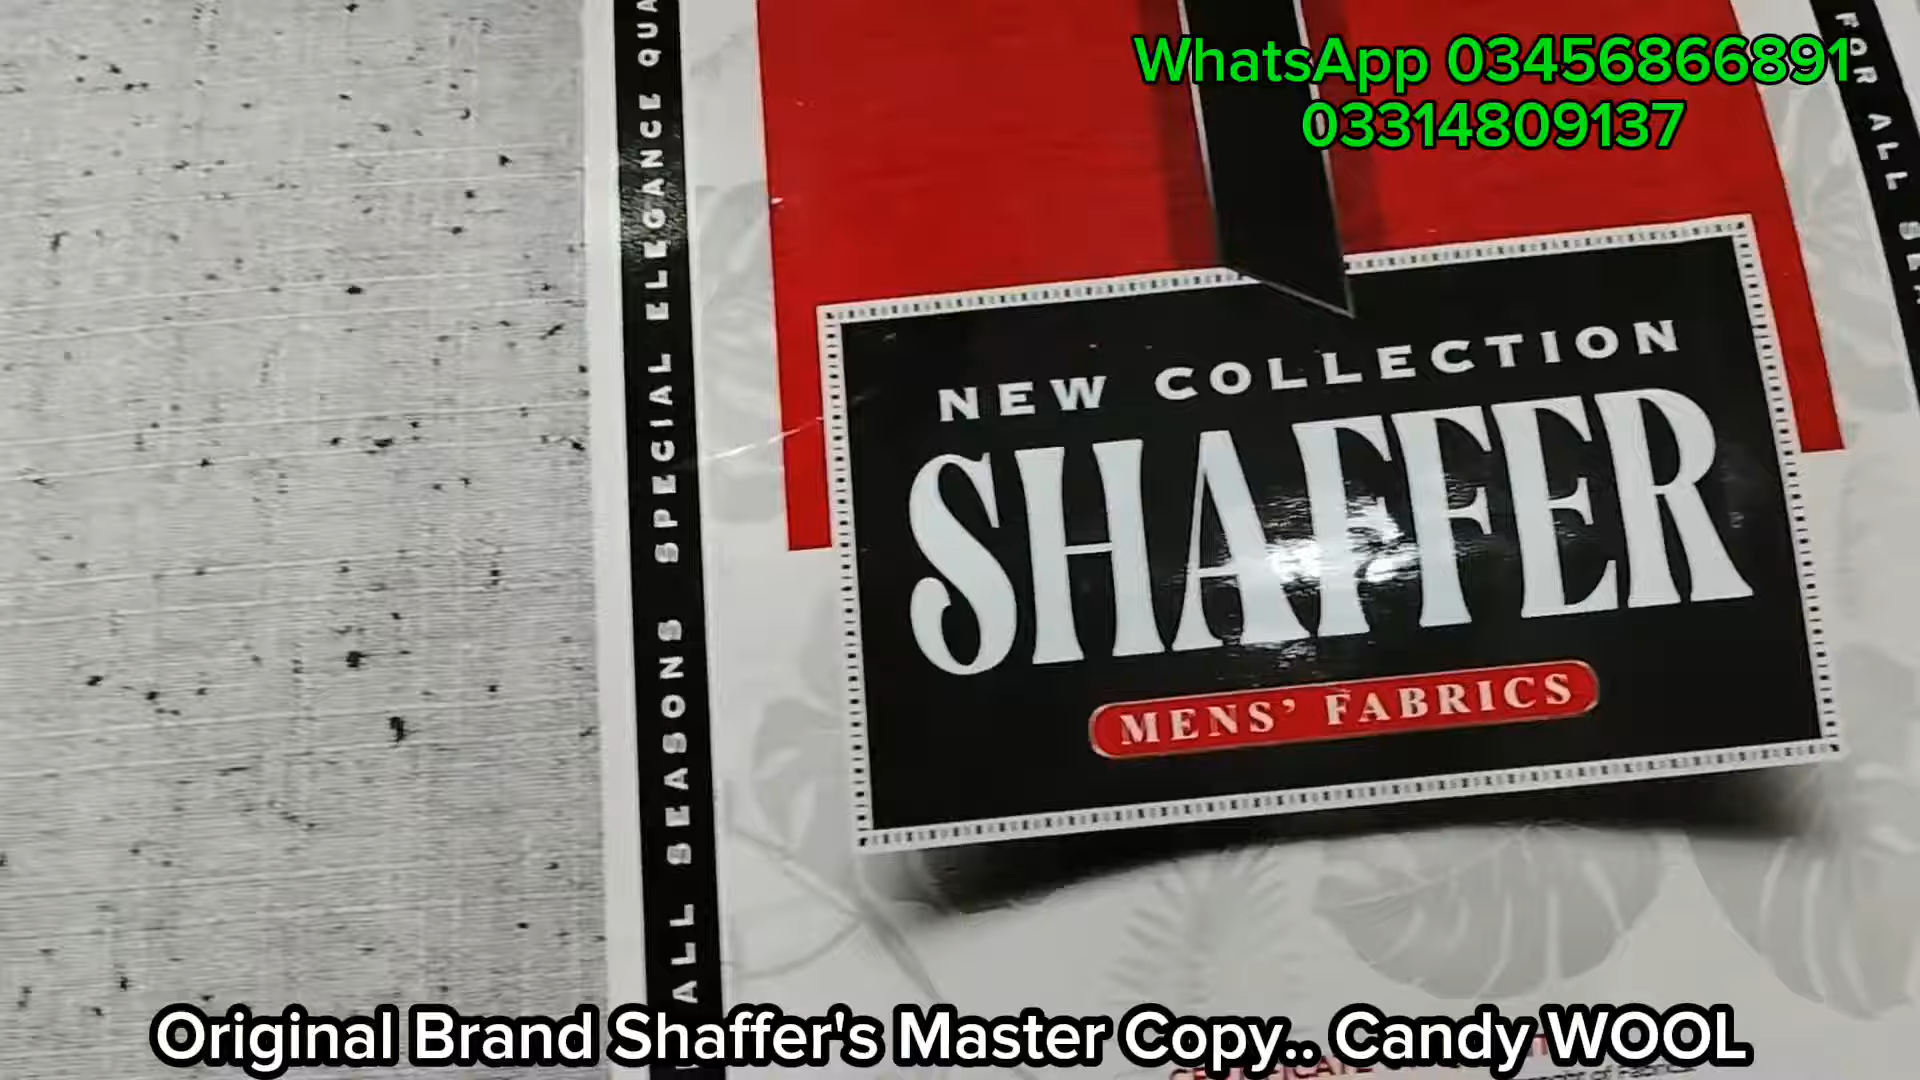 WhatsApp 03456866891
03314809137
NEW COLLECTION
SHAFFER
MENS' FABRICS
ALL SEASONS SPECIAL ELEGANCE QUA
FOR ALL SEA
Original Brand Shaffer's Master Copy.. Candy WOOL